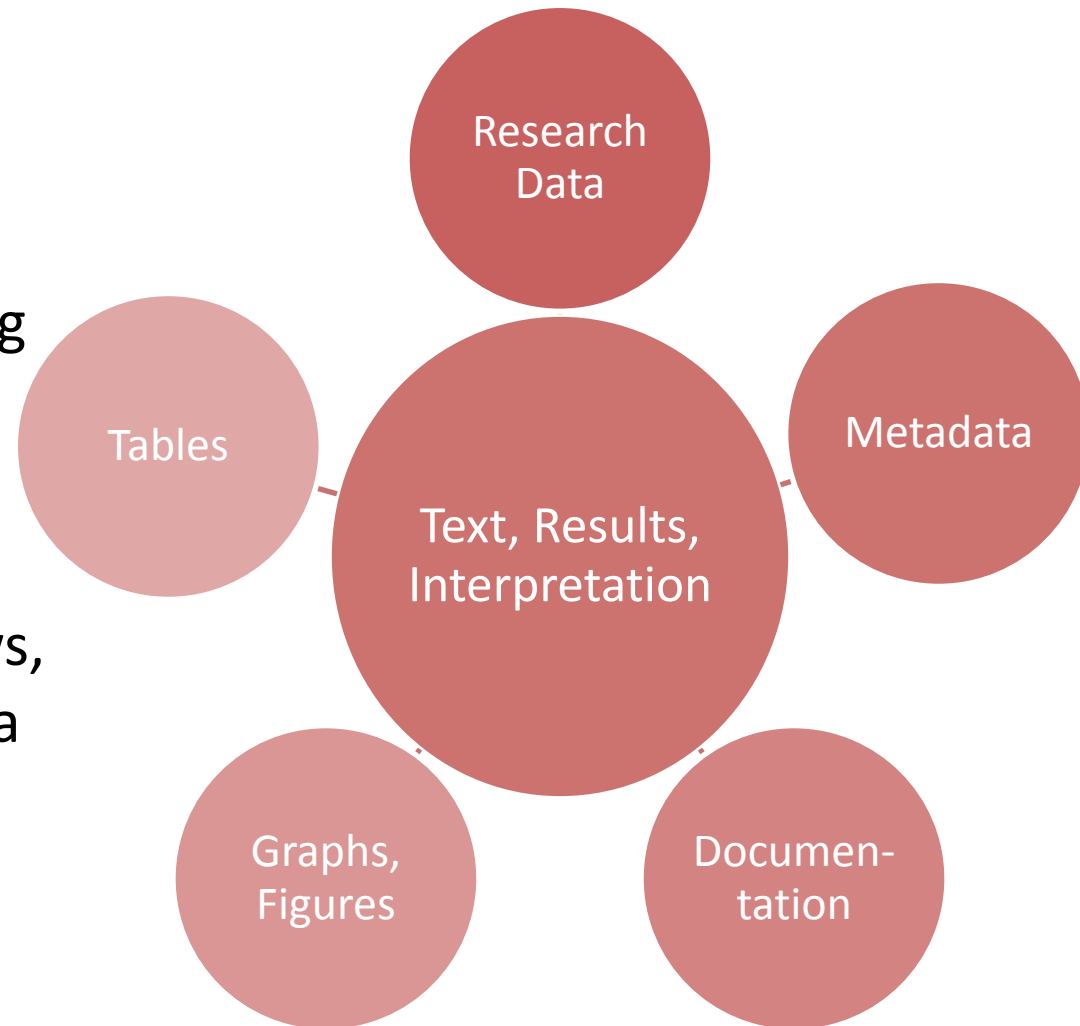 Research
Data
g
Tables
Metadata
Text, Results,
Interpretation
a
Graphs,
Figures
Documen-
tation